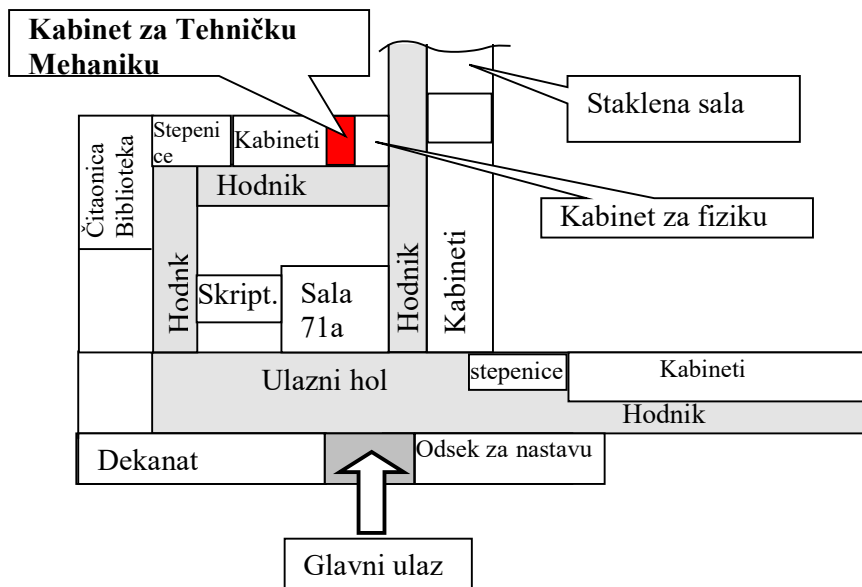 Kabinet za Tehničku
Mehaniku
Staklena sala
Stepeni
ce
Kabineti
Čitaonica
Biblioteka
Hodnik
Kabinet za fiziku
Hodnk
Skript.
Sala
71a
Hodnik
Kabineti
Ulazni hol
stepenice
Kabineti
Hodnik
Dekanat
Odsek za nastavu
Glavni ulaz